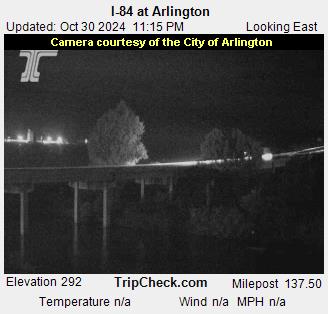 I-84 at Arlington
Updated: Oct 30 2024 11:15 PM Looking East
Camera courtesy of the City of Arlington
Elevation 292 TripCheck.com Milepost 137.50
Temperature n/a Wind n/a MPH n/a